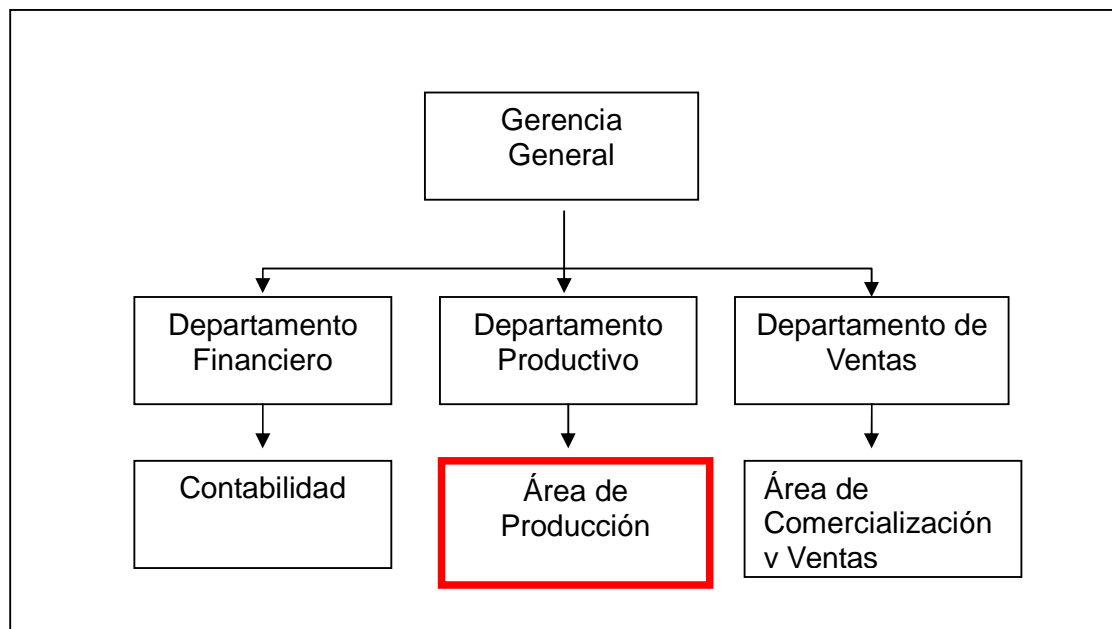 Gerencia
General
Departamento
Financiero
Departamento
Productivo
Departamento de
Ventas
Contabilidad
Área de
Producción
Área de
Comercialización
y Ventas